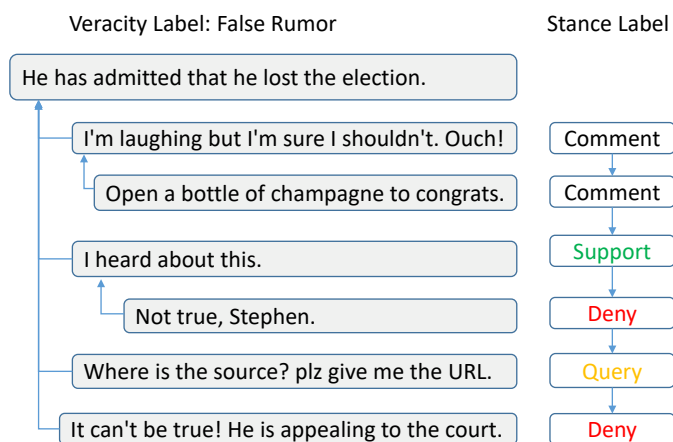 Veracity Label: False Rumor Stance Label
He has admitted that he lost the election.
I'm laughing but I'm sure I shouldn't. Ouch! Comment
Open a bottle of champagne to congrats. Comment
I heard about this. Support
Not true, Stephen. Deny
Where is the source? plz give me the URL. Query
It can't be true! He is appealing to the court. Deny